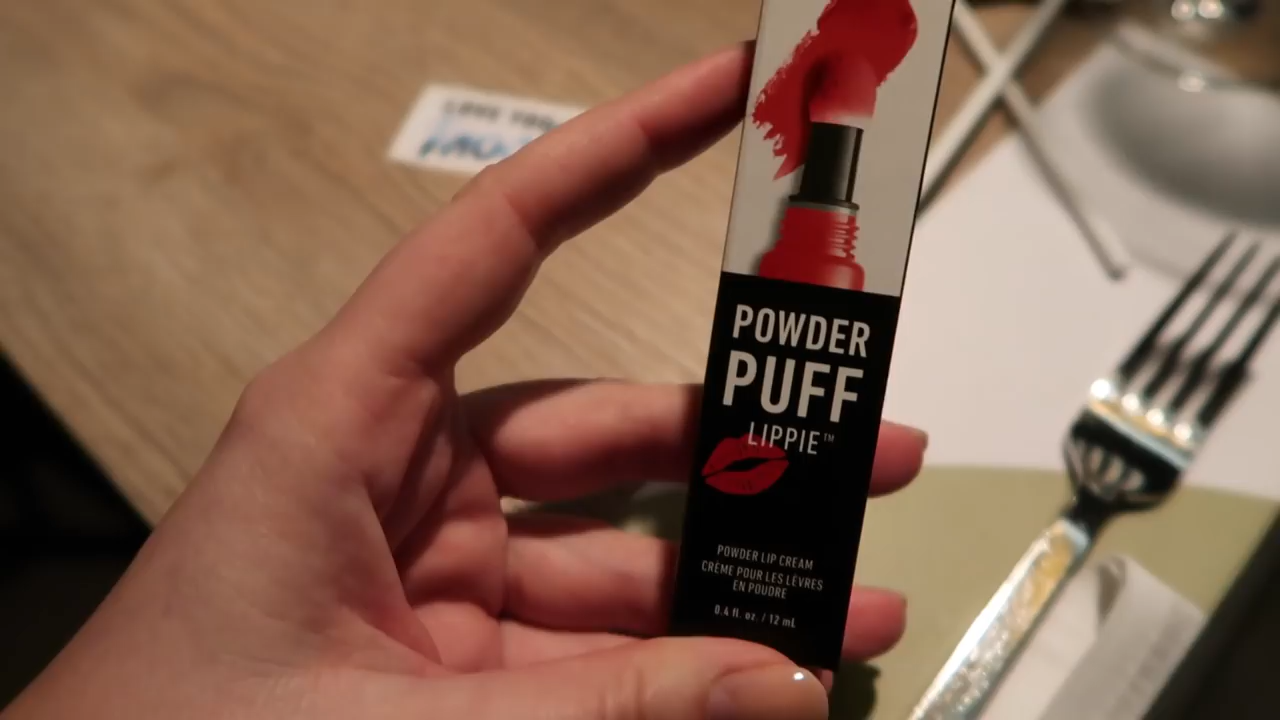 POWDER
PUFF
LIPPIE™
POWDER LIP CREAM
CRÈME POUR LES LÈVRES
EN POUDRE
0.4 fl. oz. / 12 mL